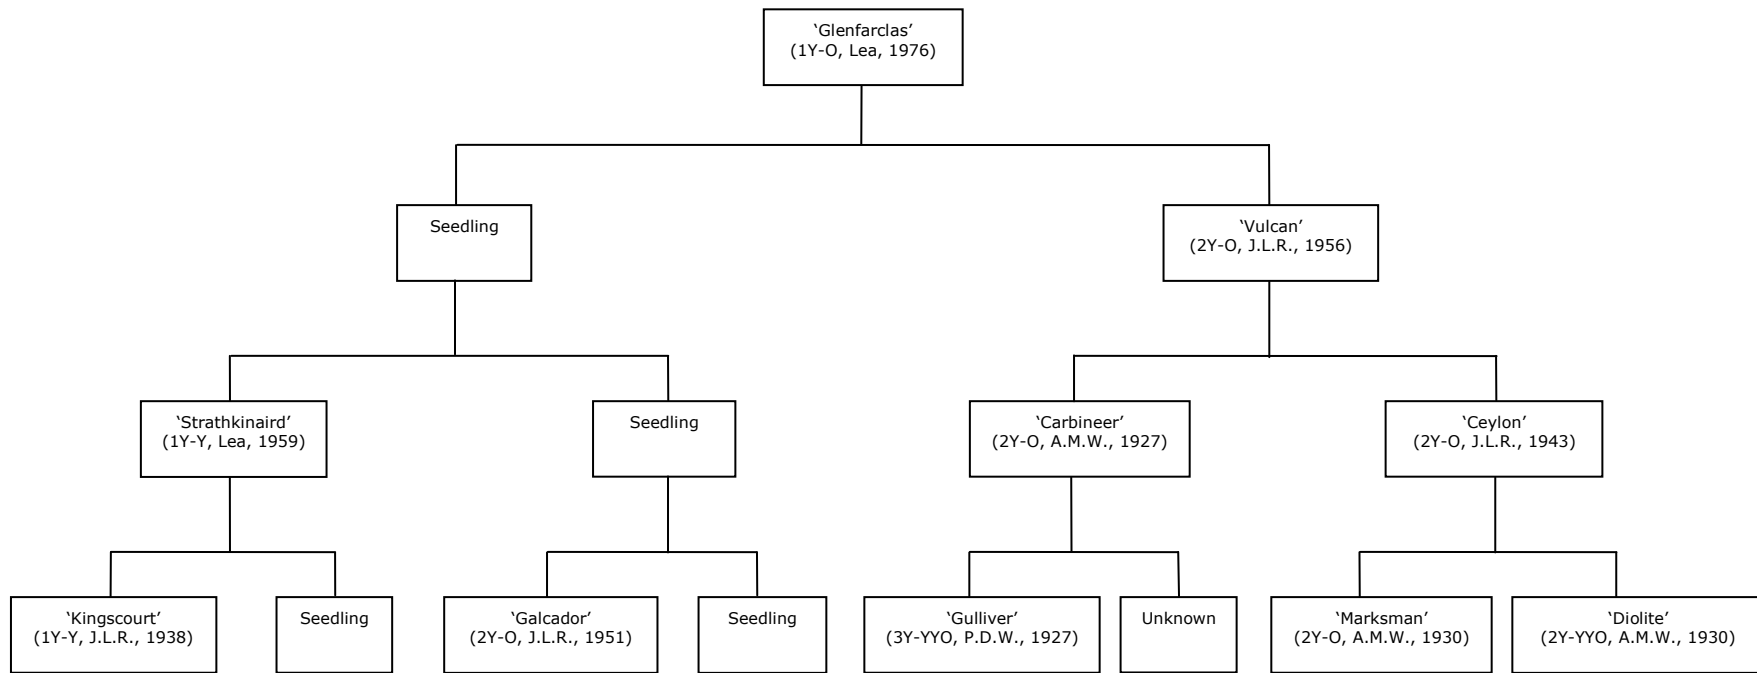 ‘Glenfarclas’
(1Y-O, Lea, 1976)
Seedling
‘Vulcan’
(2Y-O, J.L.R., 1956)
‘Strathkinaird’
(1Y-Y, Lea, 1959)
Seedling
‘Carbineer’
(2Y-O, A.M.W., 1927)
‘Ceylon’
(2Y-O, J.L.R., 1943)
‘Kingscourt’
(1Y-Y, J.L.R., 1938)
Seedling
‘Galcador’
(2Y-O, J.L.R., 1951)
Seedling
‘Gulliver’
(3Y-YYO, P.D.W., 1927)
Unknown
‘Marksman’
(2Y-O, A.M.W., 1930)
‘Diolite’
(2Y-YYO, A.M.W., 1930)